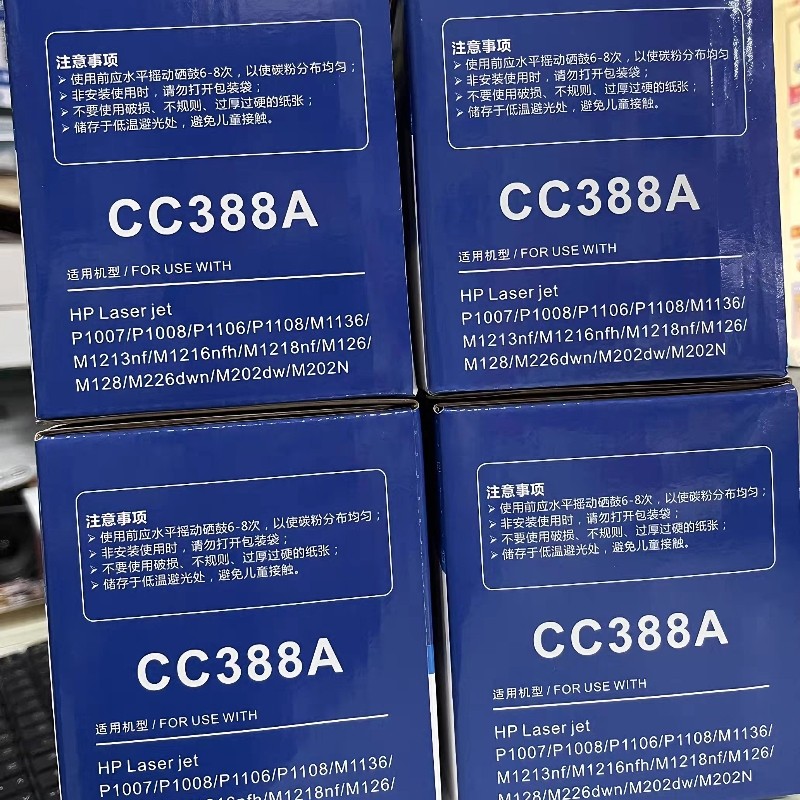 注意事项
➢ 使用前应水平摇动硒鼓6-8次，以使碳粉分布均匀；
➢ 非安装使用时，请勿打开包装袋；
➢ 不要使用破损、不规则、过厚过硬的纸张；
➢ 储存于低温避光处，避免儿童接触。
CC388A
适用机型 / FOR USE WITH
HP Laser jet
P1007/P1008/P1106/P1108/M1136/
M1213nf/M1216nfh/M1218nf/M126/
M128/M226dwn/M202dw/M202N
注意事项
➢ 使用前应水平摇动硒鼓6-8次，以使碳粉分布均匀；
➢ 非安装使用时，请勿打开包装袋；
➢ 不要使用破损、不规则、过厚过硬的纸张；
➢ 储存于低温避光处，避免儿童接触。
CC388A
适用机型 / FOR USE WITH
HP Laser jet
P1007/P1008/P1106/P1108/M1136/
M1213nf/M1216nfh/M1218nf/M126/
M128/M226dwn/M202dw/M202N
注意事项
➢ 使用前应水平摇动硒鼓6-8次，以使碳粉分布均匀；
➢ 非安装使用时，请勿打开包装袋；
➢ 不要使用破损、不规则、过厚过硬的纸张；
➢ 储存于低温避光处，避免儿童接触。
CC388A
适用机型 / FOR USE WITH
HP Laser jet
P1007/P1008/P1106/P1108/M1136/
nfh/M1218nf/M126/
注意事项
➢ 使用前应水平摇动硒鼓6-8次，以使碳粉分布均匀；
➢ 非安装使用时，请勿打开包装袋；
➢ 不要使用破损、不规则、过厚过硬的纸张；
➢ 储存于低温避光处，避免儿童接触。
CC388A
适用机型 / FOR USE WITH
HP Laser jet
P1007/P1008/P1106/P1108/M1136/
M1213nf/M1216nfh/M1218nf/M126/
M128/M226dwn/M202dw/M202N